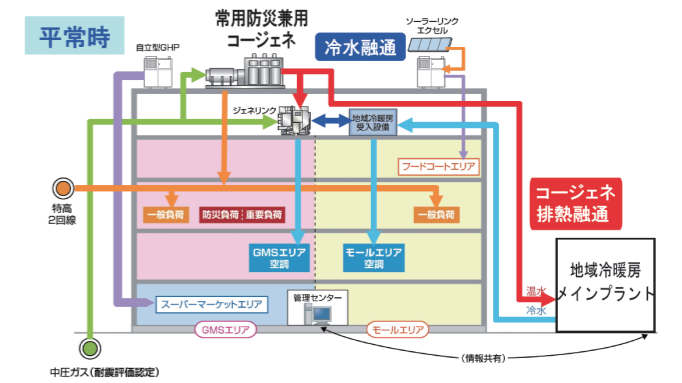 平常時
常用防災兼用
コージェネ
冷水融通
ソーラーリンク
エクセル
自立型GHP
ジェネリンク
地域冷暖房
受入設備
フードコートエリア
特高
2回線
一般負荷
防災負荷
重要負荷
一般負荷
コージェネ
排熱融通
GMSエリア
空調
モールエリア
空調
地域冷暖房
メインプラント
温水
冷水
スーパーマーケットエリア
管理センター
GMSエリア
モールエリア
(情報共有)
中圧ガス(耐震評価認定)